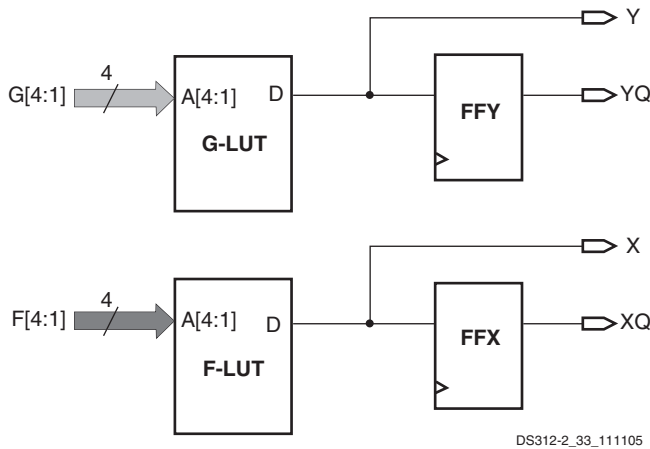 Y
4
G[4:1]
A[4:1]
D
G-LUT
FFY
YQ
X
4
F[4:1]
A[4:1]
D
F-LUT
FFX
XQ
DS312-2_33_111105